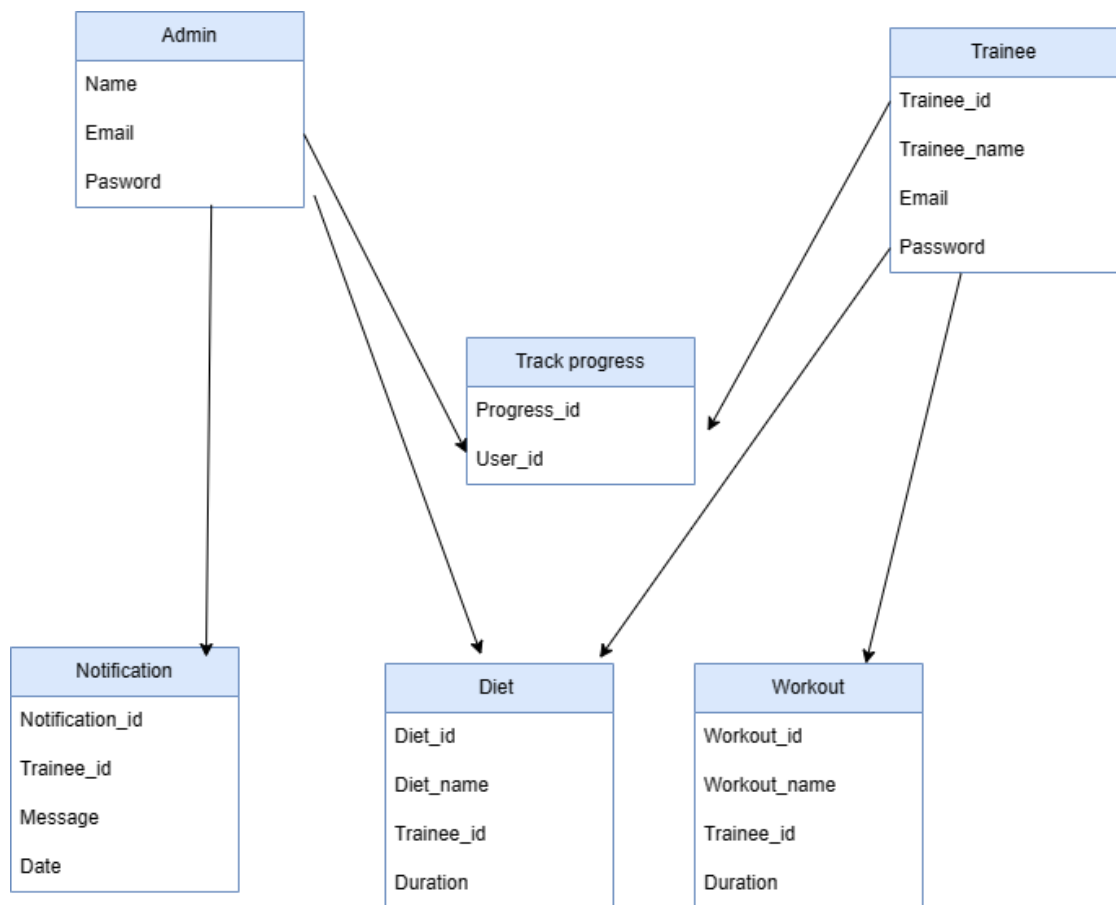 Admin
Name
Email
Pasword
Trainee
Trainee_id
Trainee_name
Email
Password
Track progress
Progress_id
User_id
Notification
Notification_id
Trainee_id
Message
Date
Diet
Diet_id
Diet_name
Trainee_id
Duration
Workout
Workout_id
Workout_name
Trainee_id
Duration